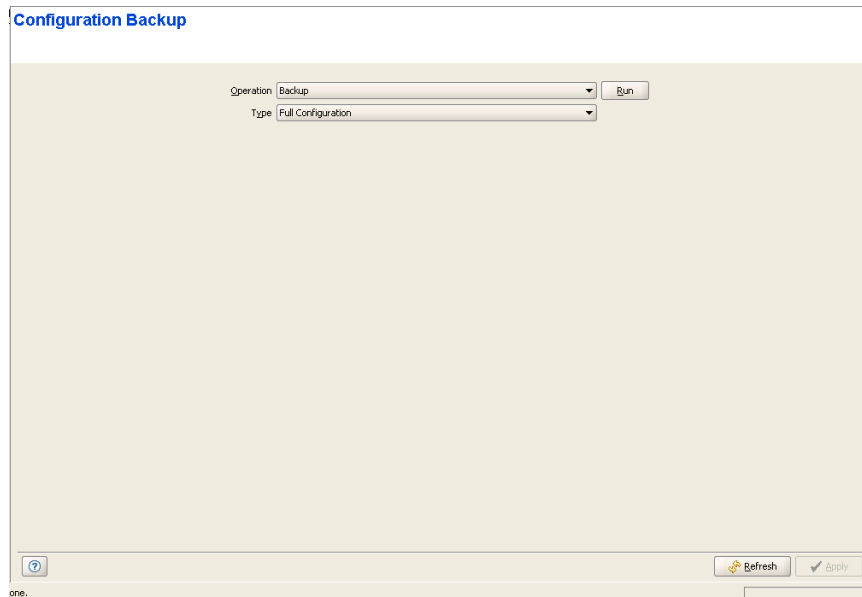 Configuration Backup
Operation Backup Run
Type Full Configuration
? Refresh Apply
one.